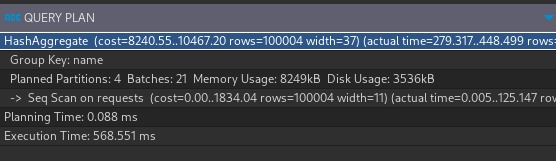 ABC QUERY PLAN
HashAggregate (cost=8240.55..10467.20 rows=100004 width=37) (actual time=279.317..448.499 rows=
Group Key: name
Planned Partitions: 4 Batches: 21 Memory Usage: 8249kB Disk Usage: 3536kB
-> Seq Scan on requests (cost=0.00..1834.04 rows=100004 width=11) (actual time=0.005..125.147 row
Planning Time: 0.088 ms
Execution Time: 568.551 ms